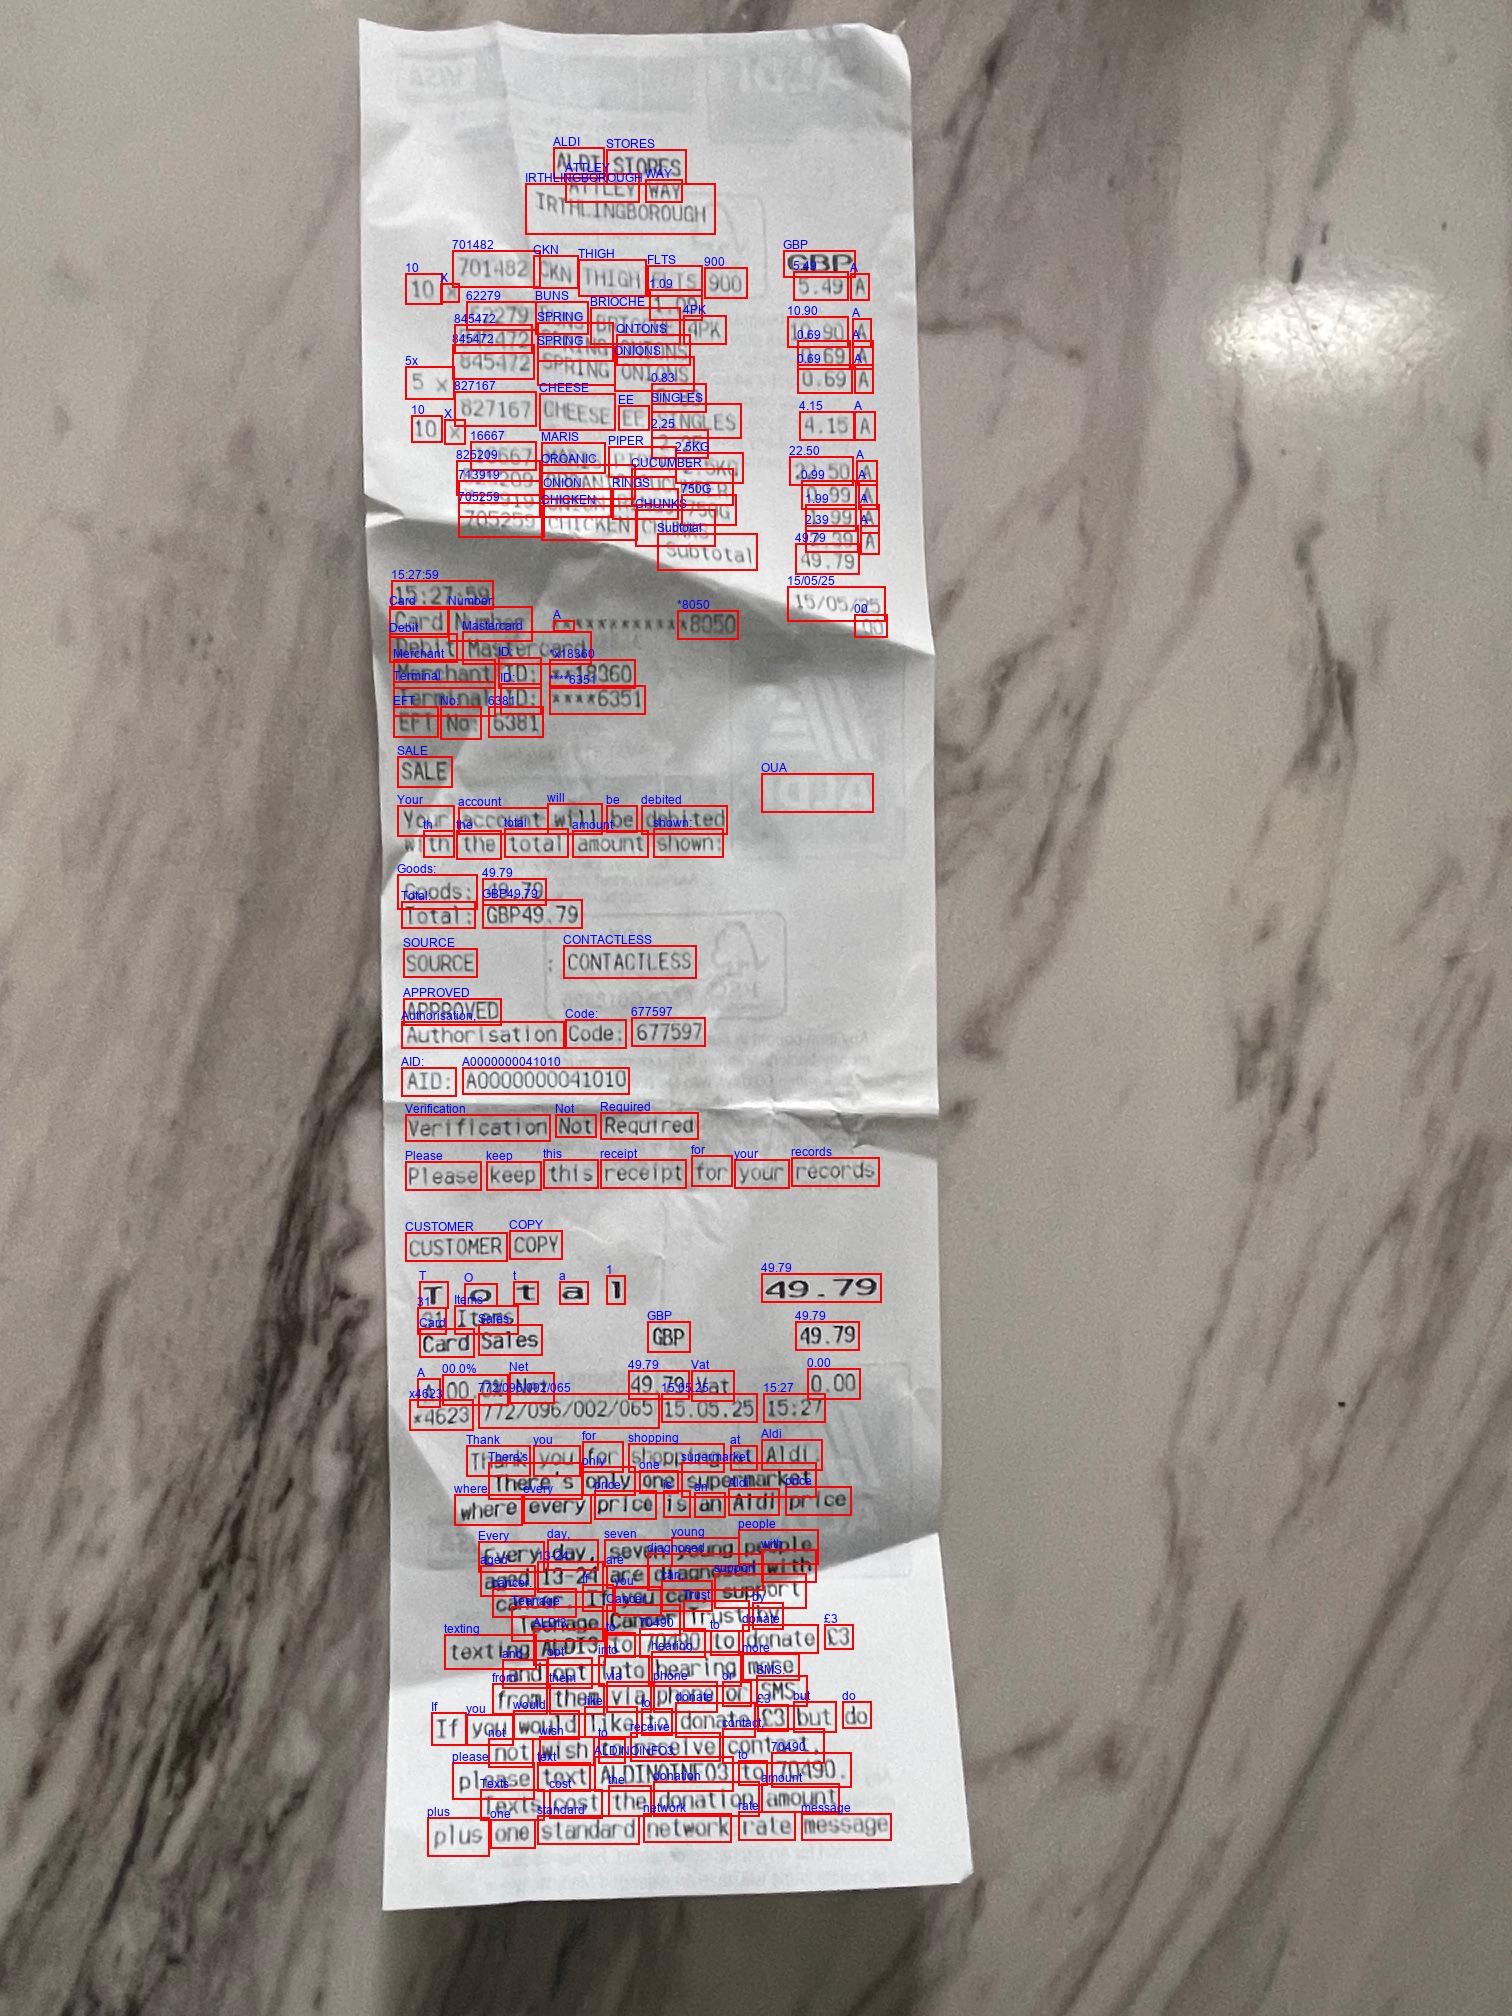 ALDI STORES
ATTLEY WAY
IRTHLINGBOROUGH
GBP
701482 CKN THIGH FLTS 900 5.49 A
10 x 1.09
62279 BUNS BRIOCHE 4PK 10.90 A
845472 SPRING ONIONS 0.69 A
845472 SPRING ONIONS 0.69 A
5 x 0.83
827167 CHEESE EE SINGLES 4.15 A
10 x 2.25
16667 MARIS PIPER 2.5KG 22.50 A
825209 ORGANIC CUCUMBER 0.99 A
713919 ONION RINGS 750G 1.99 A
705259 CHICKEN CHUNKS 2.39 A
Subtotal 49.79
15:27:59 15/05/25
Card Number ************8050 00
Debit Mastercard
Merchant ID: **18360
Terminal ID: ****6351
EFT No: 6381
SALE
Your account will be debited
with the total amount shown:
Goods: 49.79
Total: GBP49.79
SOURCE : CONTACTLESS
APPROVED
Authorisation Code: 677597
AID: A0000000041010
Verification Not Required
Please keep this receipt for your records
CUSTOMER COPY
Total 49.79
31 Items
Card Sales GBP 49.79
A 00.0% Net 49.79 Vat 0.00
*4623 772/096/002/065 15.05.25 15:27
Thank you for shopping at Aldi.
There's only one supermarket
where every price is an Aldi price
Every day, seven young people
aged 13-24 are diagnosed with
cancer. If you can, support
Teenage Cancer Trust by
texting ALDI3 to 70490 to donate £3
and opt into hearing more
from them via phone or SMS.
If you would like to donate £3 but do
not wish to receive contact,
please text ALDINOINFO3 to 70490.
Texts cost the donation amount
plus one standard network rate message